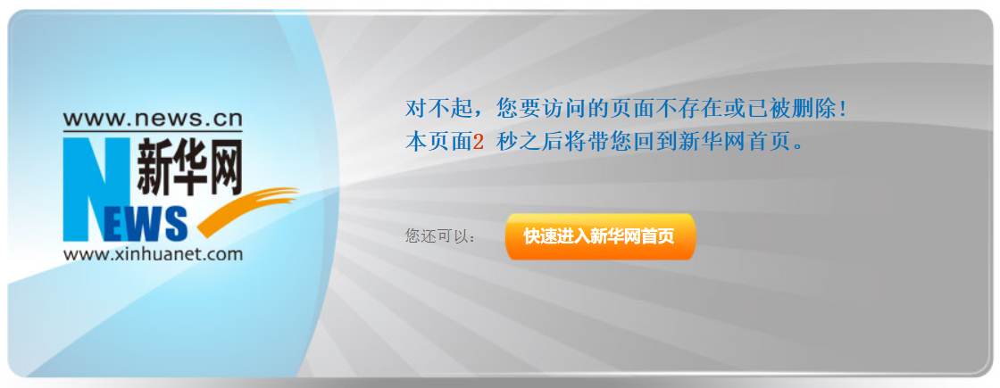 www.news.cn
新华网
NEWS
www.xinhuanet.com
对不起，您要访问的页面不存在或已被删除!
本页面2 秒之后将带您回到新华网首页。
您还可以：
快速进入新华网首页